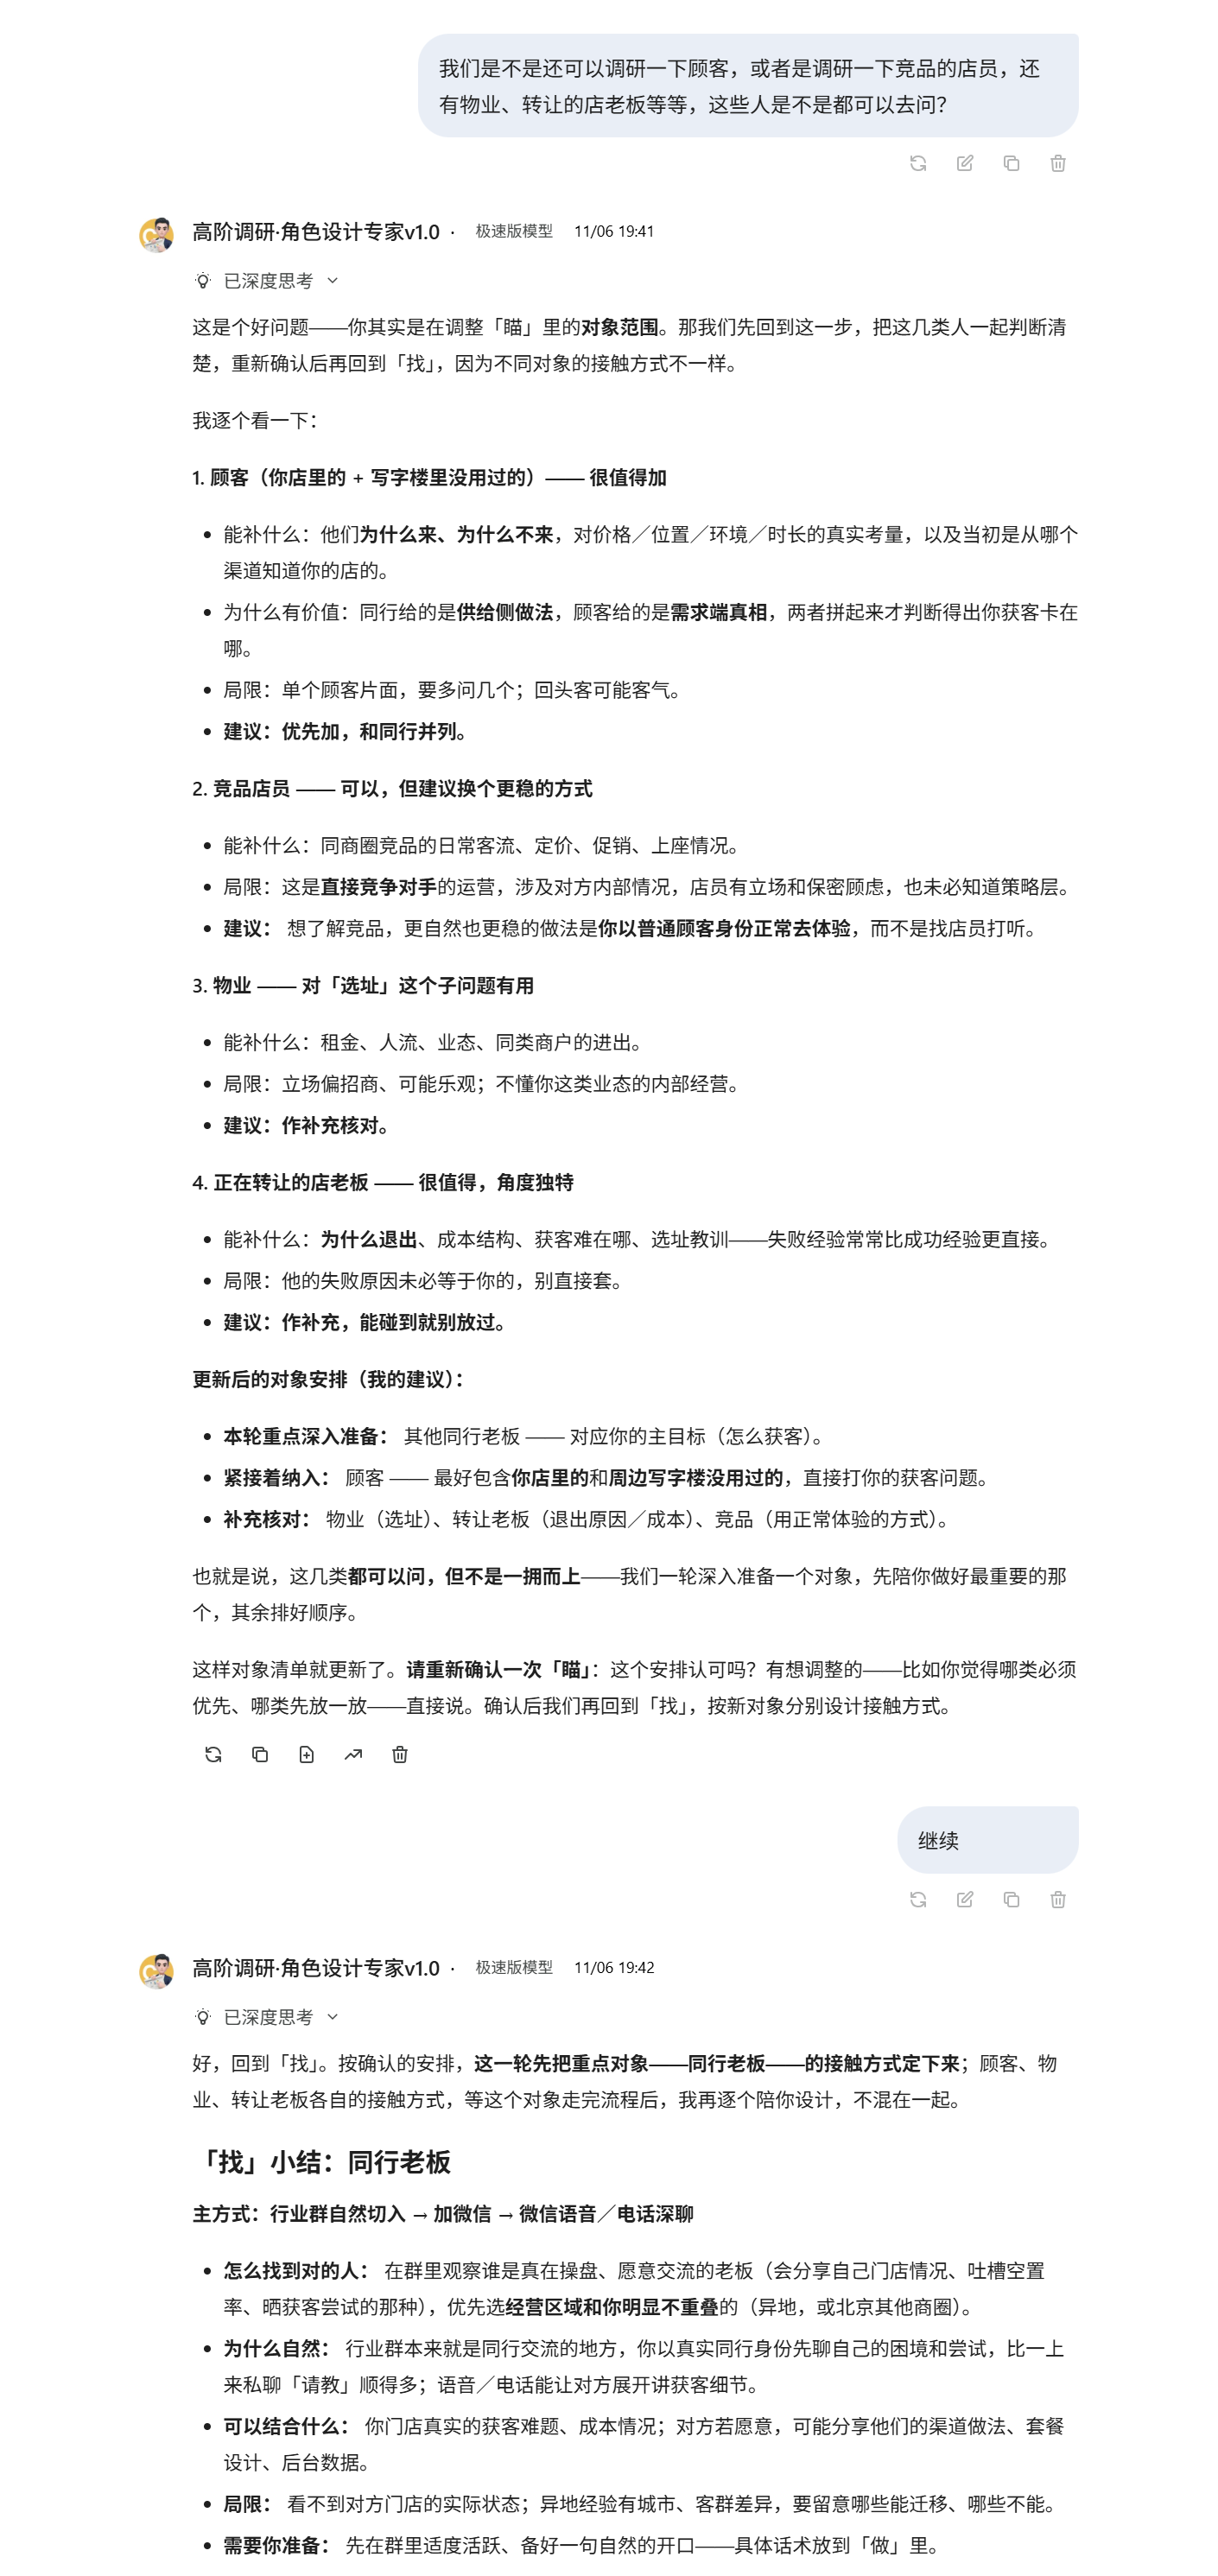 我们是不是还可以调研一下顾客，或者是调研一下竞品的店员，还
有物业、转让的店老板等等，这些人是不是都可以去问？
高阶调研·角色设计专家v1.0 · 极速版模型 11/06 19:41
已深度思考
这是个好问题——你其实是在调整「瞄」里的对象范围。那我们先回到这一步，把这几类人一起判断清
楚，重新确认后再回到「找」，因为不同对象的接触方式不一样。
我逐个看一下：
1. 顾客（你店里的 + 写字楼里没用过的）—— 很值得加
• 能补什么：他们为什么来、为什么不来，对价格／位置／环境／时长的真实考量，以及当初是从哪个
渠道知道你的店的。
• 为什么有价值：同行给的是供给侧做法，顾客给的是需求端真相，两者拼起来才判断得出你获客卡在
哪。
• 局限：单个顾客片面，要多问几个；回头客可能客气。
• 建议：优先加，和同行并列。
2. 竞品店员 —— 可以，但建议换个更稳的方式
• 能补什么：同商圈竞品的日常客流、定价、促销、上座情况。
• 局限：这是直接竞争对手的运营，涉及对方内部情况，店员有立场和保密顾虑，也未必知道策略层。
• 建议： 想了解竞品，更自然也更稳的做法是你以普通顾客身份正常去体验，而不是找店员打听。
3. 物业 —— 对「选址」这个子问题有用
• 能补什么：租金、人流、业态、同类商户的进出。
• 局限：立场偏招商、可能乐观；不懂你这类业态的内部经营。
• 建议：作补充核对。
4. 正在转让的店老板 —— 很值得，角度独特
• 能补什么：为什么退出、成本结构、获客难在哪、选址教训——失败经验常常比成功经验更直接。
• 局限：他的失败原因未必等于你的，别直接套。
• 建议：作补充，能碰到就别放过。
更新后的对象安排（我的建议）：
• 本轮重点深入准备： 其他同行老板 —— 对应你的主目标（怎么获客）。
• 紧接着纳入： 顾客 —— 最好包含你店里的和周边写字楼没用过的，直接打你的获客问题。
• 补充核对： 物业（选址）、转让老板（退出原因／成本）、竞品（用正常体验的方式）。
也就是说，这几类都可以问，但不是一拥而上——我们一轮深入准备一个对象，先陪你做好最重要的那
个，其余排好顺序。
这样对象清单就更新了。请重新确认一次「瞄」：这个安排认可吗？有想调整的——比如你觉得哪类必须
优先、哪类先放一放——直接说。确认后我们再回到「找」，按新对象分别设计接触方式。
继续
高阶调研·角色设计专家v1.0 · 极速版模型 11/06 19:42
已深度思考
好，回到「找」。按确认的安排，这一轮先把重点对象——同行老板——的接触方式定下来；顾客、物
业、转让老板各自的接触方式，等这个对象走完流程后，我再逐个陪你设计，不混在一起。
「找」小结：同行老板
主方式：行业群自然切入 → 加微信 → 微信语音／电话深聊
• 怎么找到对的人： 在群里观察谁是真在操盘、愿意交流的老板（会分享自己门店情况、吐槽空置
率、晒获客尝试的那种），优先选经营区域和你明显不重叠的（异地，或北京其他商圈）。
• 为什么自然： 行业群本来就是同行交流的地方，你以真实同行身份先聊自己的困境和尝试，比一上
来私聊「请教」顺得多；语音／电话能让对方展开讲获客细节。
• 可以结合什么： 你门店真实的获客难题、成本情况；对方若愿意，可能分享他们的渠道做法、套餐
设计、后台数据。
• 局限： 看不到对方门店的实际状态；异地经验有城市、客群差异，要留意哪些能迁移、哪些不能。
• 需要你准备： 先在群里适度活跃、备好一句自然的开口——具体话术放到「做」里。